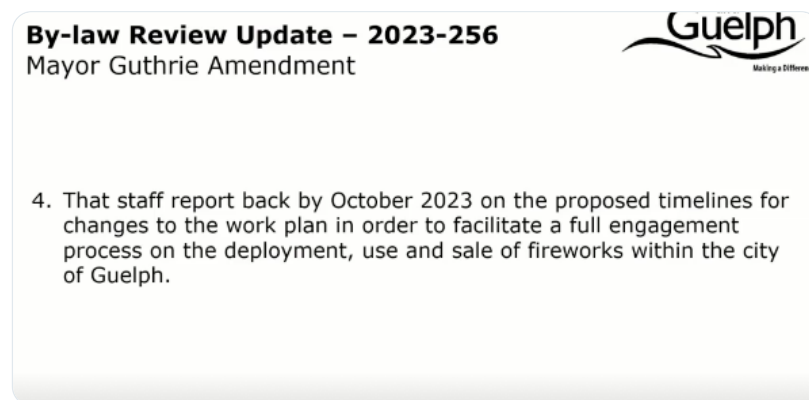 By-law Review Update – 2023-256
Mayor Guthrie Amendment
Guelph
Making a Differen
4. That staff report back by October 2023 on the proposed timelines for
changes to the work plan in order to facilitate a full engagement
process on the deployment, use and sale of fireworks within the city
of Guelph.